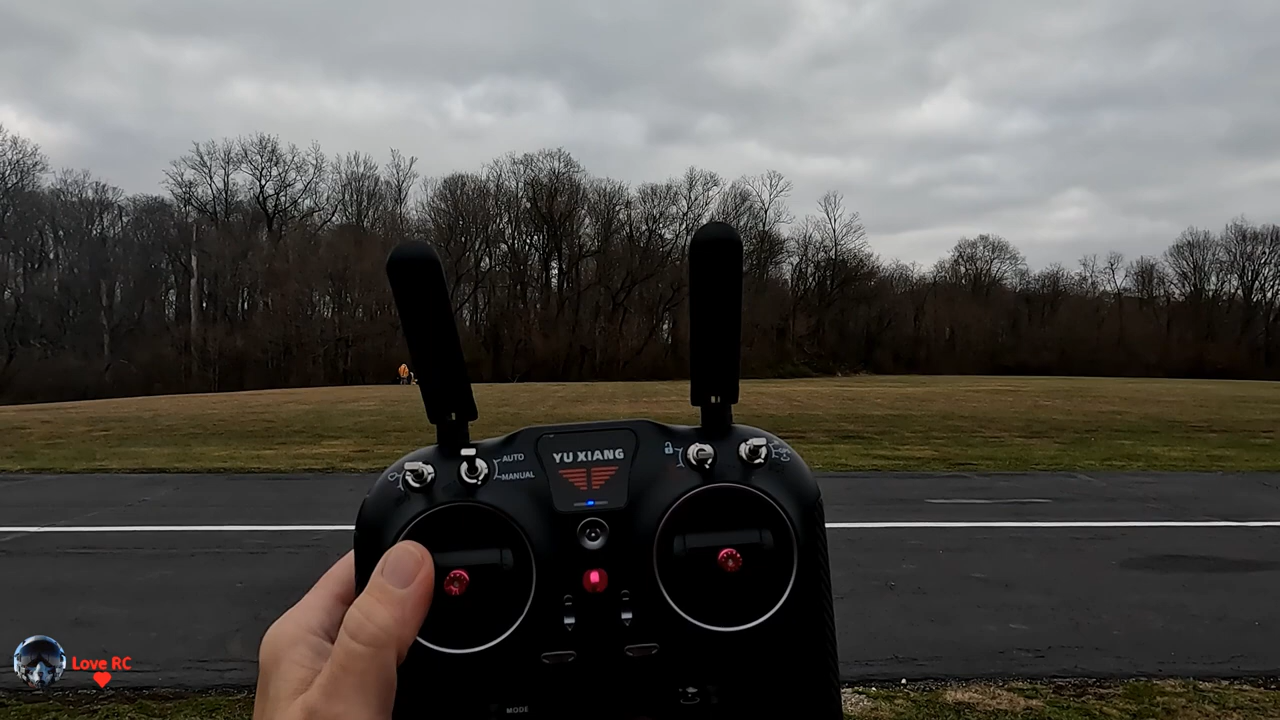 AUTO
MANUAL
YU XIANG
MODE
Love RC